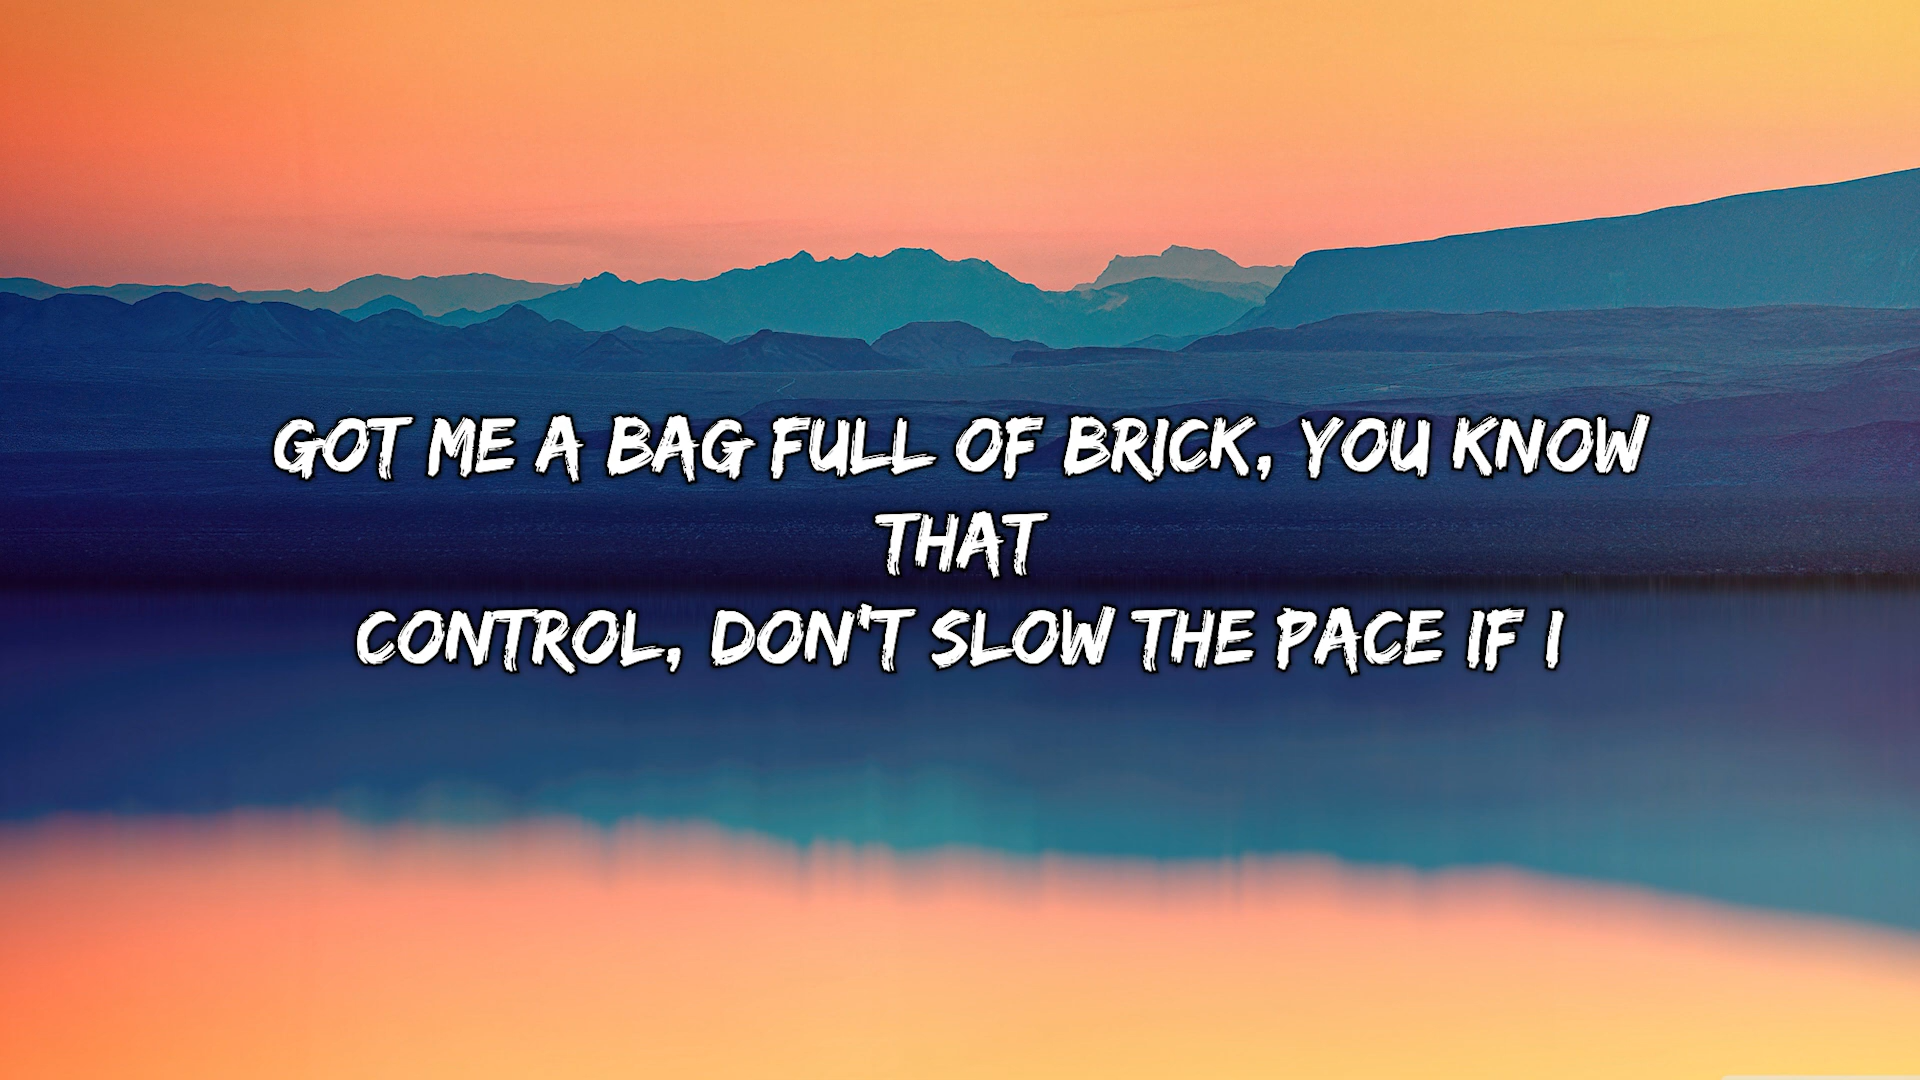 GOT ME A BAG FULL OF BRICK, YOU KNOW
THAT
CONTROL, DON'T SLOW THE PACE IF I